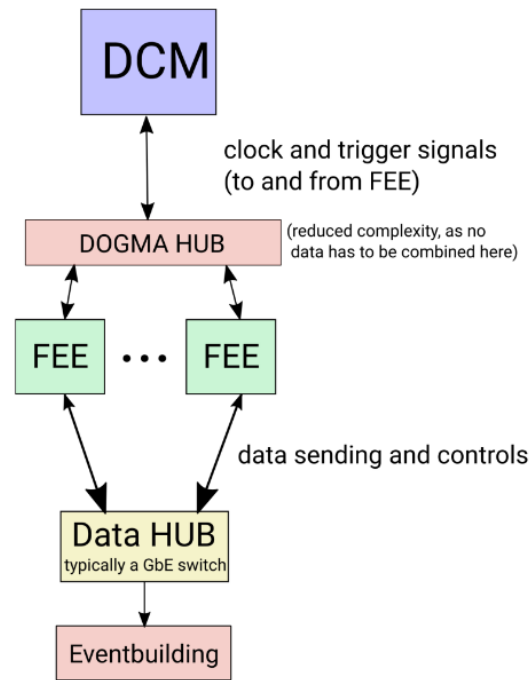 DCM
clock and trigger signals
(to and from FEE)
DOGMA HUB
(reduced complexity, as no
data has to be combined here)
FEE
FEE
data sending and controls
Data HUB
typically a GbE switch
Eventbuilding